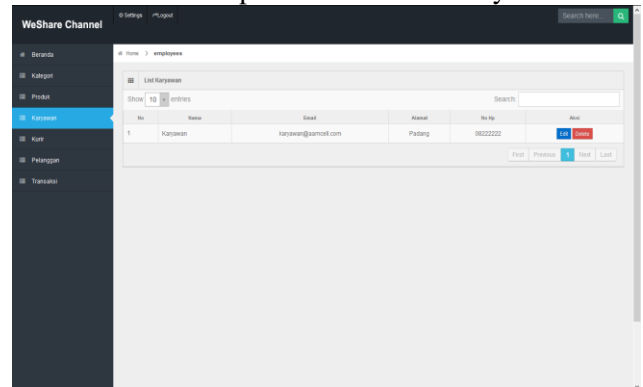 WeShare Channel
Settings Logout
Search here...
Beranda
Kategori
Produk
Karyawan
Kurir
Pelanggan
Transaksi
Home > employees
List Karyawan
Show 10 entries
Search:
No Nama Email Alamat No Hp Aksi
1 Karyawan karyawan@samcell.com Padang 08222222 Edit Delete
First Previous 1 Next Last